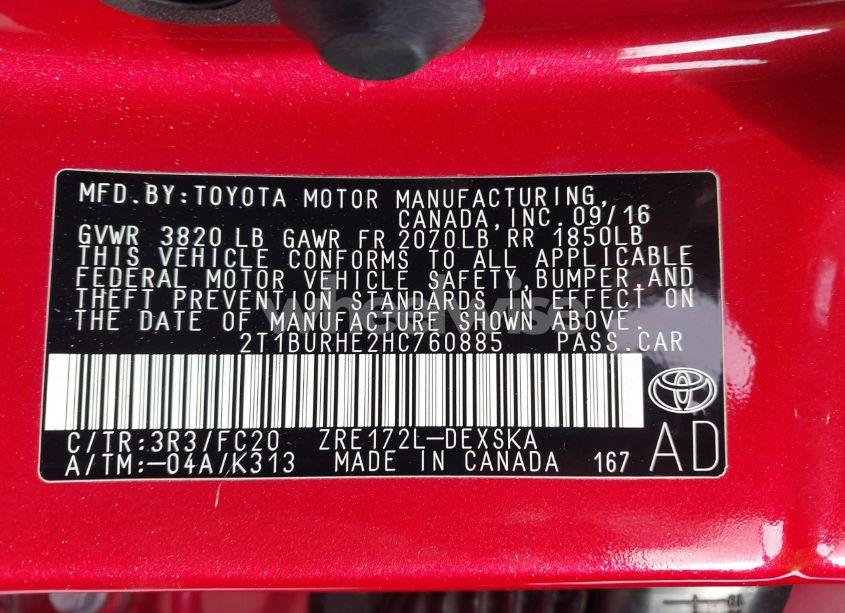 MFD.BY:TOYOTA MOTOR MANUFACTURING,
CANADA,INC. 09/16
GVWR 3820 LB GAWR FR 2070LB RR 1850LB
THIS VEHICLE CONFORMS TO ALL APPLICABLE
FEDERAL MOTOR VEHICLE SAFETY,BUMPER,AND
THEFT PREVENTION STANDARDS IN EFFECT ON
THE DATE OF MANUFACTURE SHOWN ABOVE.
wheelwise
2T1BURHE2HC760885 PASS.CAR
C/TR:3R3/FC20 ZRE172L-DEXSKA
A/TM:-04A/K313 MADE IN CANADA 167
AD